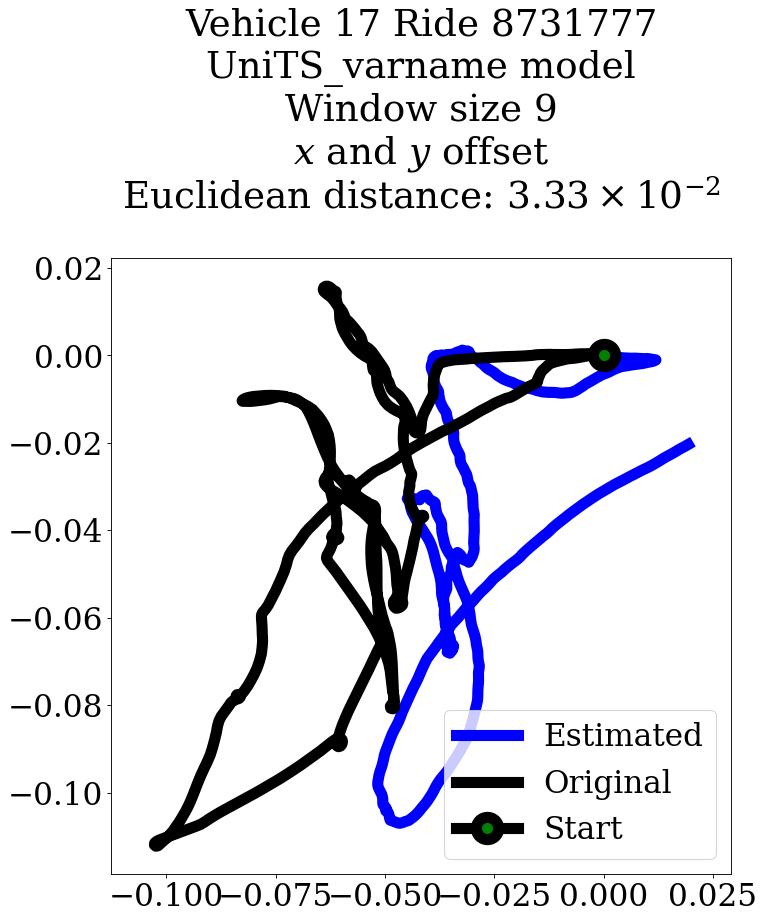 Vehicle 17 Ride 8731777
UniTS_varname model
Window size 9
x and y offset
Euclidean distance: 3.33 × 10⁻²
0.02
0.00
−0.02
−0.04
−0.06
−0.08
−0.10
Estimated
Original
Start
−0.100 −0.075 −0.050 −0.025 0.000 0.025